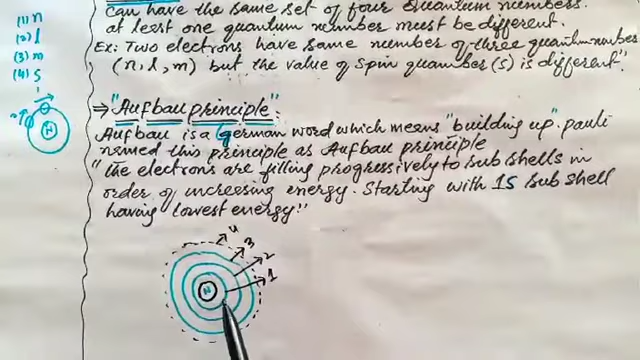 (1) n
(2) l
(3) m
(4) s
N
can have the same set of four Quantum numbers.
at least one quantum number must be different.
Ex: Two electrons have same number of three quantum numbers
(n, l, m) but the value of spin quamber (s) is different".
⇒ "Aufbau principle"
Aufbau is a german word which means "building up". pauli
named this principle as Aufbau principle
"the electrons are filling progressively to sub shells in
order of increasing energy. Starting with 1S sub shell
having lowest energy."
4
3
2
1
N